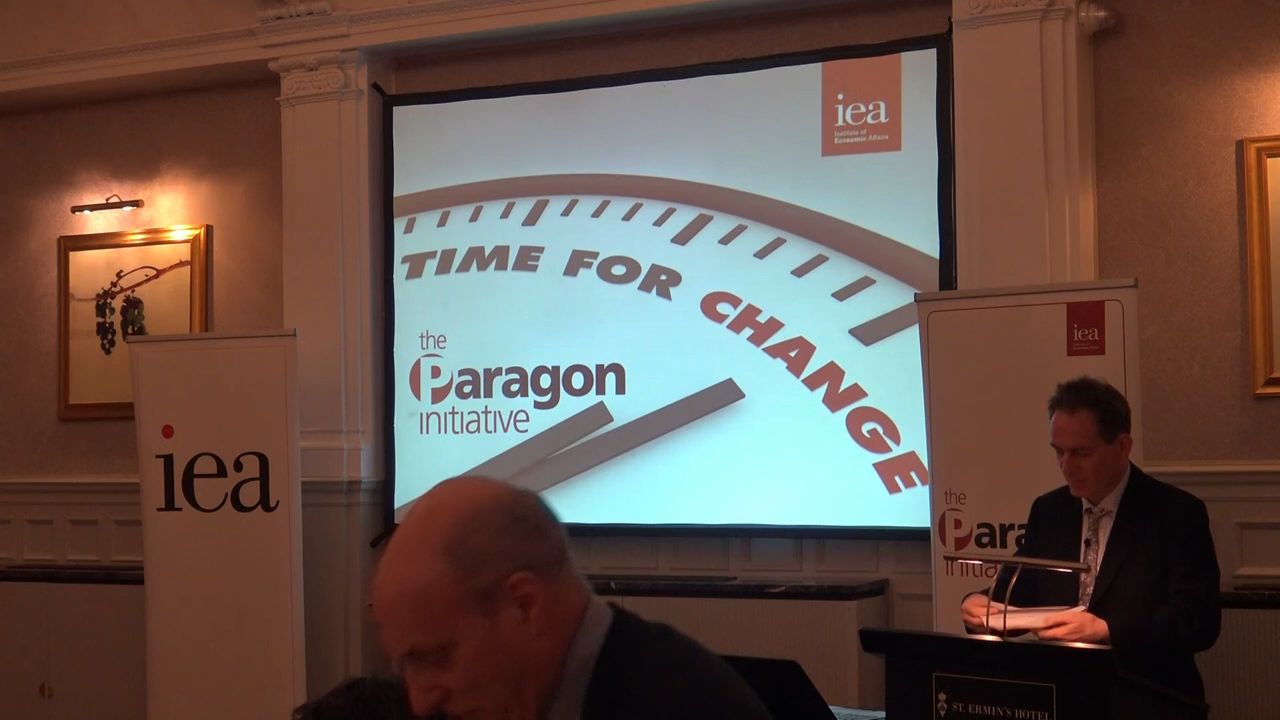 iea
Institute of
Economic Affairs
TIME FOR CHANGE
the
Paragon
initiative
iea
iea
the
Para
initia
ST. ERMIN'S HOTEL